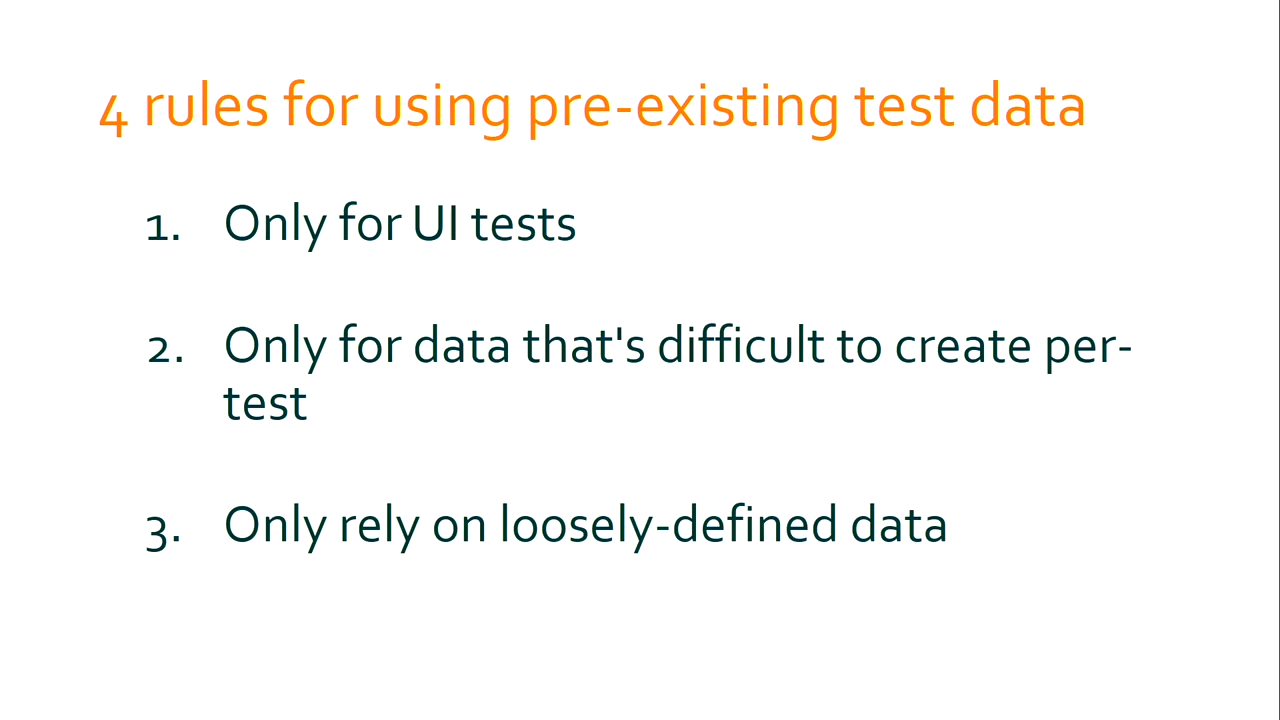 4 rules for using pre-existing test data
1. Only for UI tests
2. Only for data that's difficult to create per-
test
3. Only rely on loosely-defined data